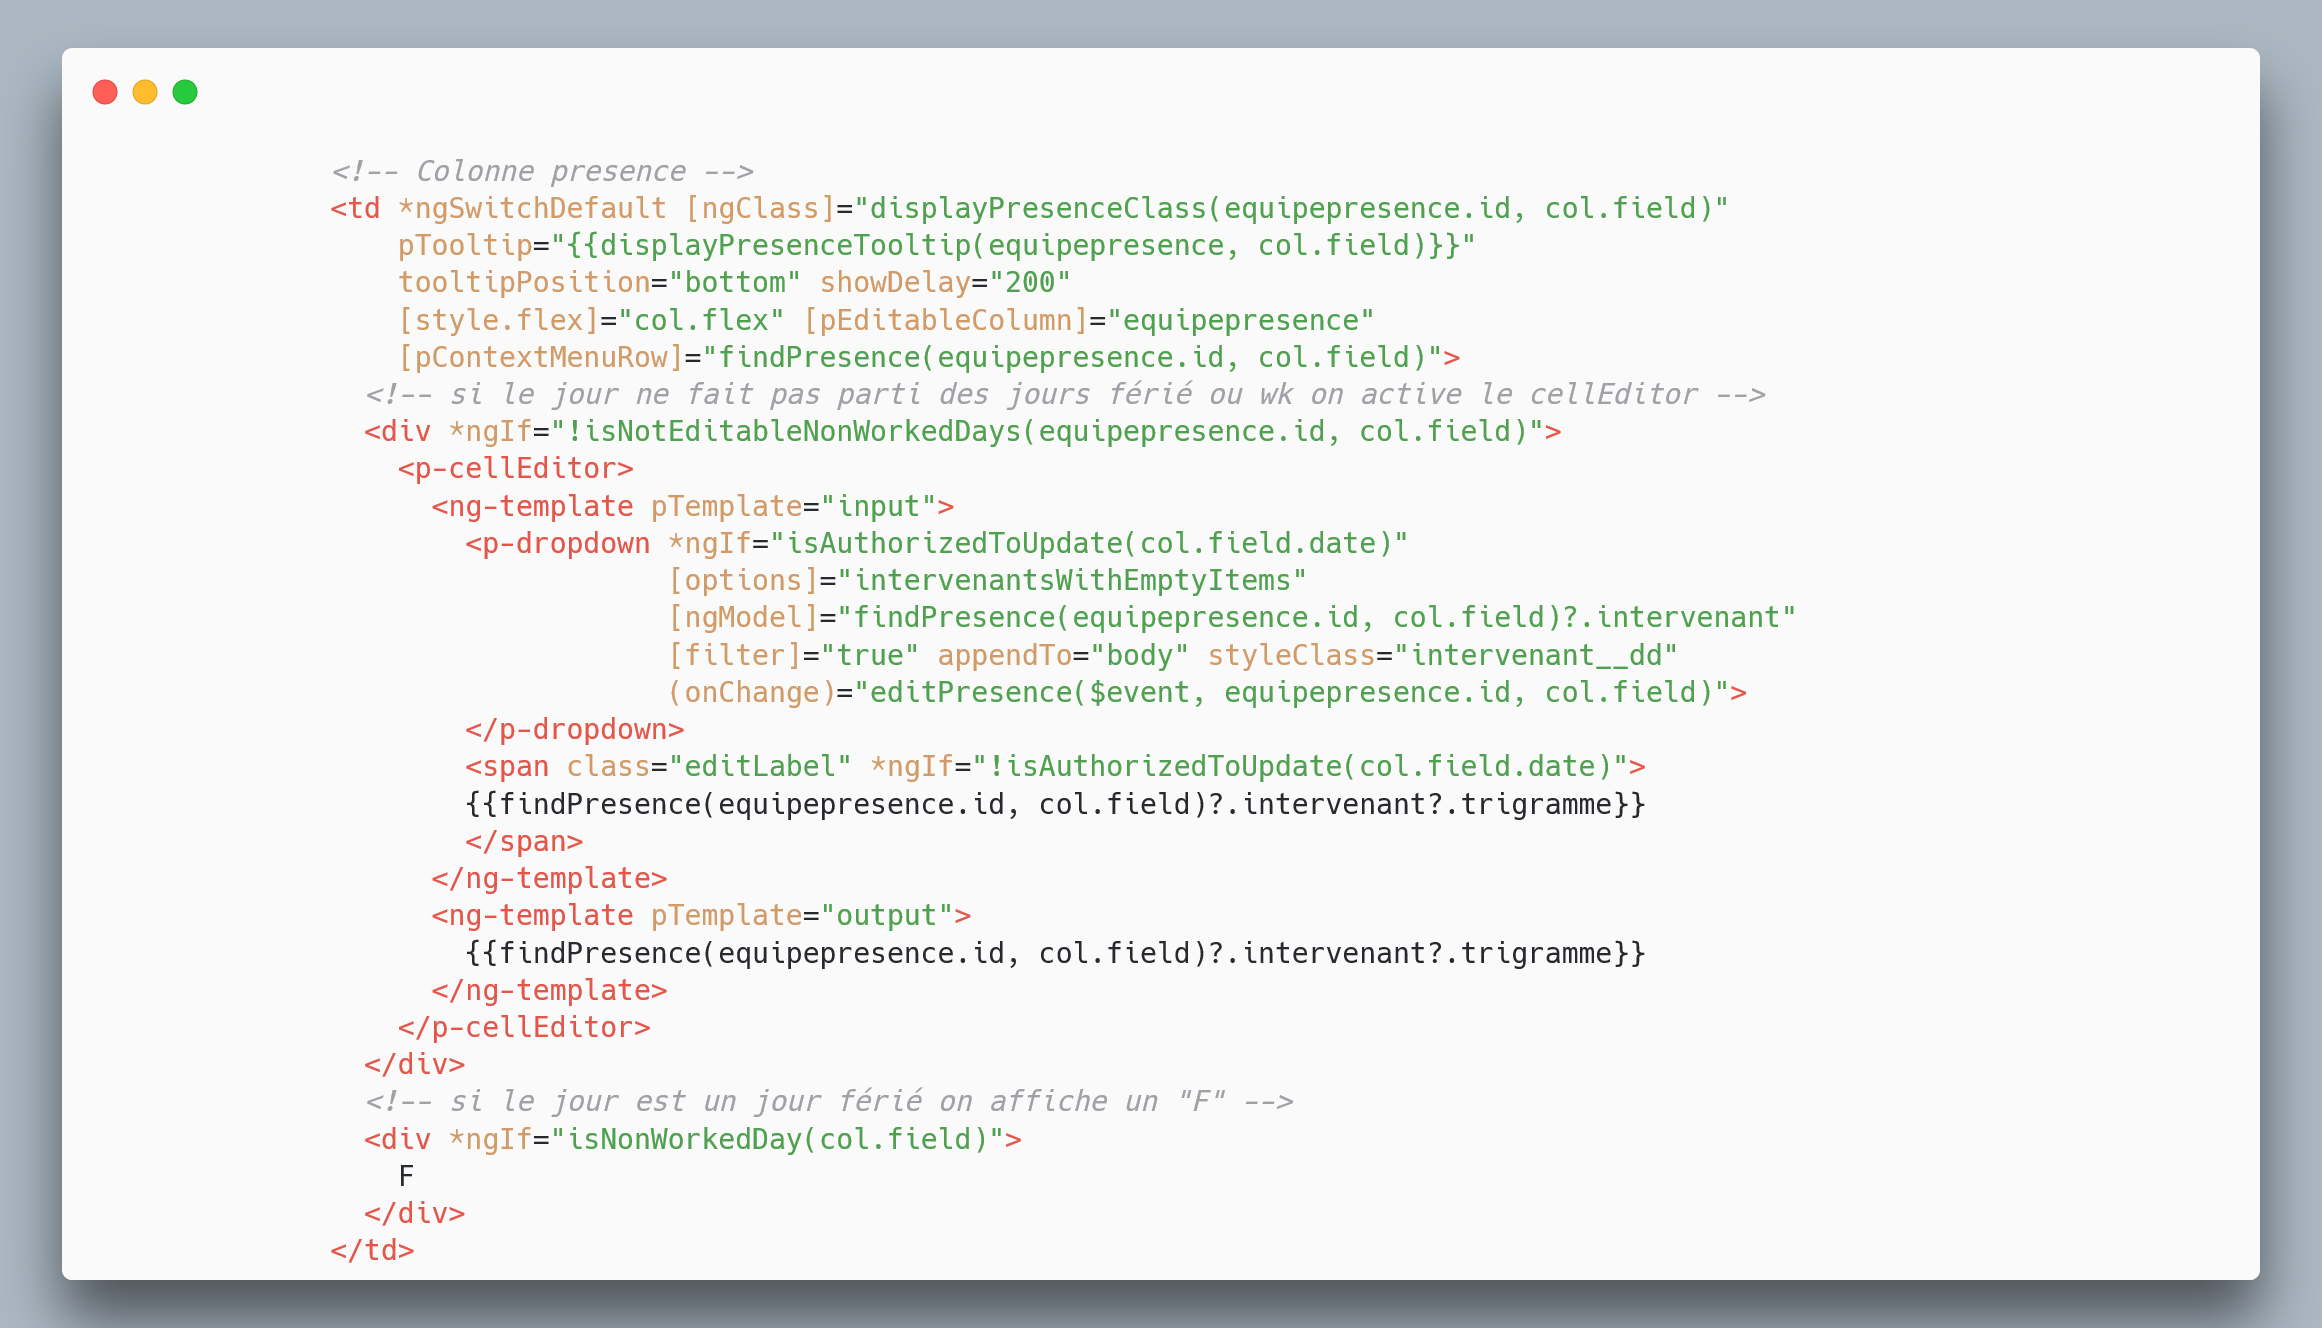 <!-- Colonne presence -->
<td *ngSwitchDefault [ngClass]="displayPresenceClass(equipepresence.id, col.field)"
    pTooltip="{{displayPresenceTooltip(equipepresence, col.field)}}"
    tooltipPosition="bottom" showDelay="200"
    [style.flex]="col.flex" [pEditableColumn]="equipepresence"
    [pContextMenuRow]="findPresence(equipepresence.id, col.field)">
  <!-- si le jour ne fait pas parti des jours férié ou wk on active le cellEditor -->
  <div *ngIf="!isNotEditableNonWorkedDays(equipepresence.id, col.field)">
    <p-cellEditor>
      <ng-template pTemplate="input">
        <p-dropdown *ngIf="isAuthorizedToUpdate(col.field.date)"
                    [options]="intervenantsWithEmptyItems"
                    [ngModel]="findPresence(equipepresence.id, col.field)?.intervenant"
                    [filter]="true" appendTo="body" styleClass="intervenant__dd"
                    (onChange)="editPresence($event, equipepresence.id, col.field)">
        </p-dropdown>
        <span class="editLabel" *ngIf="!isAuthorizedToUpdate(col.field.date)">
        {{findPresence(equipepresence.id, col.field)?.intervenant?.trigramme}}
        </span>
      </ng-template>
      <ng-template pTemplate="output">
        {{findPresence(equipepresence.id, col.field)?.intervenant?.trigramme}}
      </ng-template>
    </p-cellEditor>
  </div>
  <!-- si le jour est un jour férié on affiche un "F" -->
  <div *ngIf="isNonWorkedDay(col.field)">
    F
  </div>
</td>